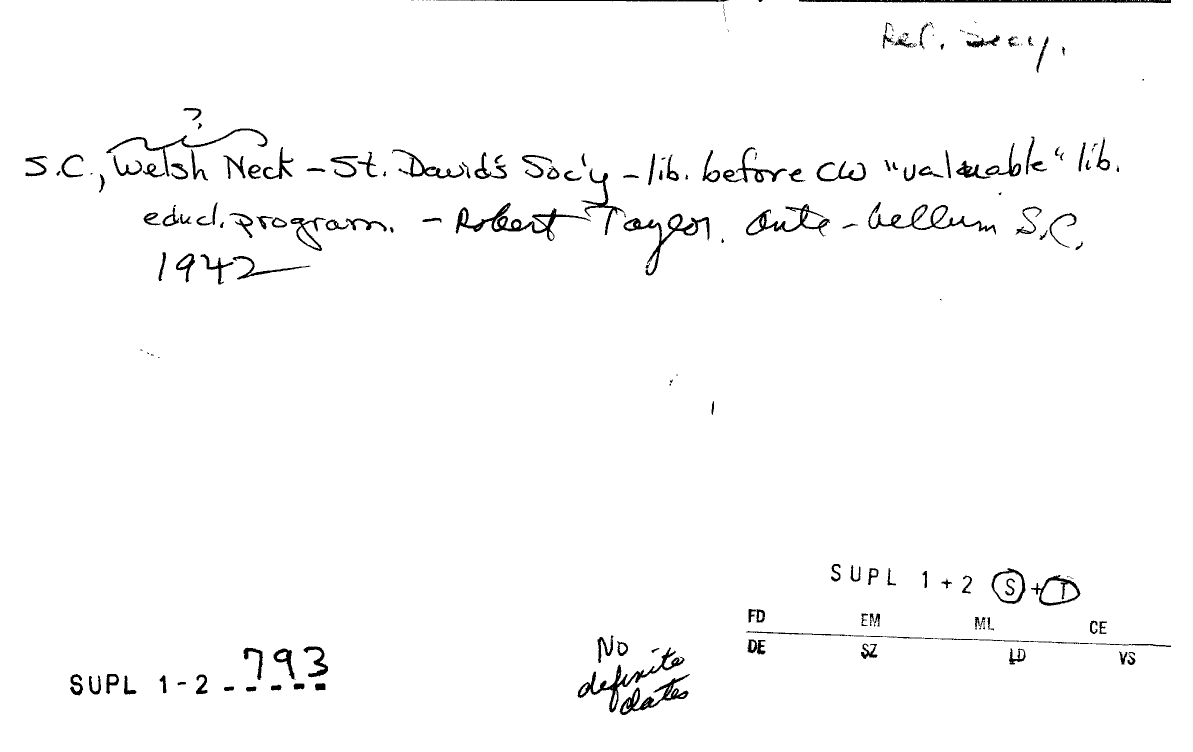 Ref. Socy.
?
S.C., Welsh Neck – St. David's Soc'y – lib. before CW "valuable" lib.
educl. program. – Robert Taylor. Ante-bellum S.C.
1942
SUPL 1 + 2 S + T
FD EM ML CE
DE SZ LD VS
SUPL 1-2 793
No
definite
dates